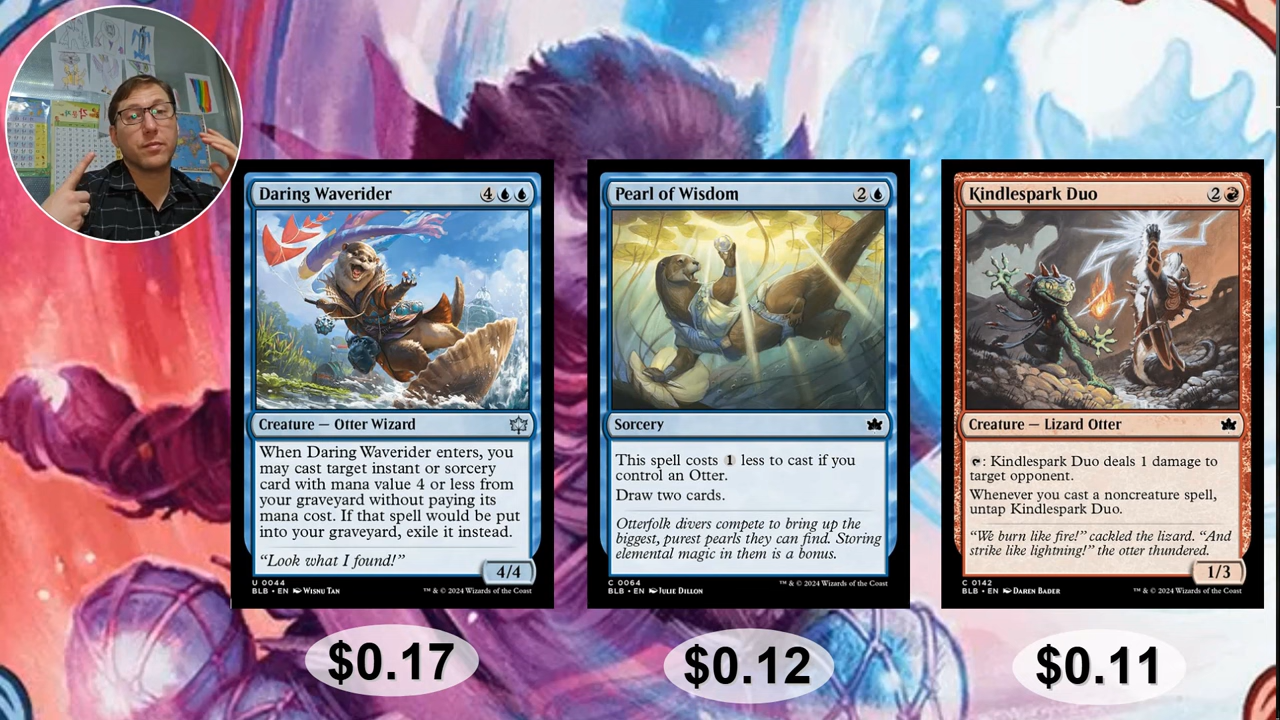 Daring Waverider 4
Creature — Otter Wizard
When Daring Waverider enters, you
may cast target instant or sorcery
card with mana value 4 or less from
your graveyard without paying its
mana cost. If that spell would be put
into your graveyard, exile it instead.
“Look what I found!”
4/4
U 0044
BLB • EN Wisnu Tan
™ & © 2024 Wizards of the Coast
$0.17
Pearl of Wisdom 2
Sorcery
This spell costs 1 less to cast if you
control an Otter.
Draw two cards.
Otterfolk divers compete to bring up the
biggest, purest pearls they can find. Storing
elemental magic in them is a bonus.
C 0064
BLB • EN Julie Dillon
™ & © 2024 Wizards of the Coast
$0.12
Kindlespark Duo 2
Creature — Lizard Otter
: Kindlespark Duo deals 1 damage to
target opponent.
Whenever you cast a noncreature spell,
untap Kindlespark Duo.
“We burn like fire!” cackled the lizard. “And
strike like lightning!” the otter thundered.
1/3
C 0142
BLB • EN Daren Bader
™ & © 2024 Wizards of the Coast
$0.11